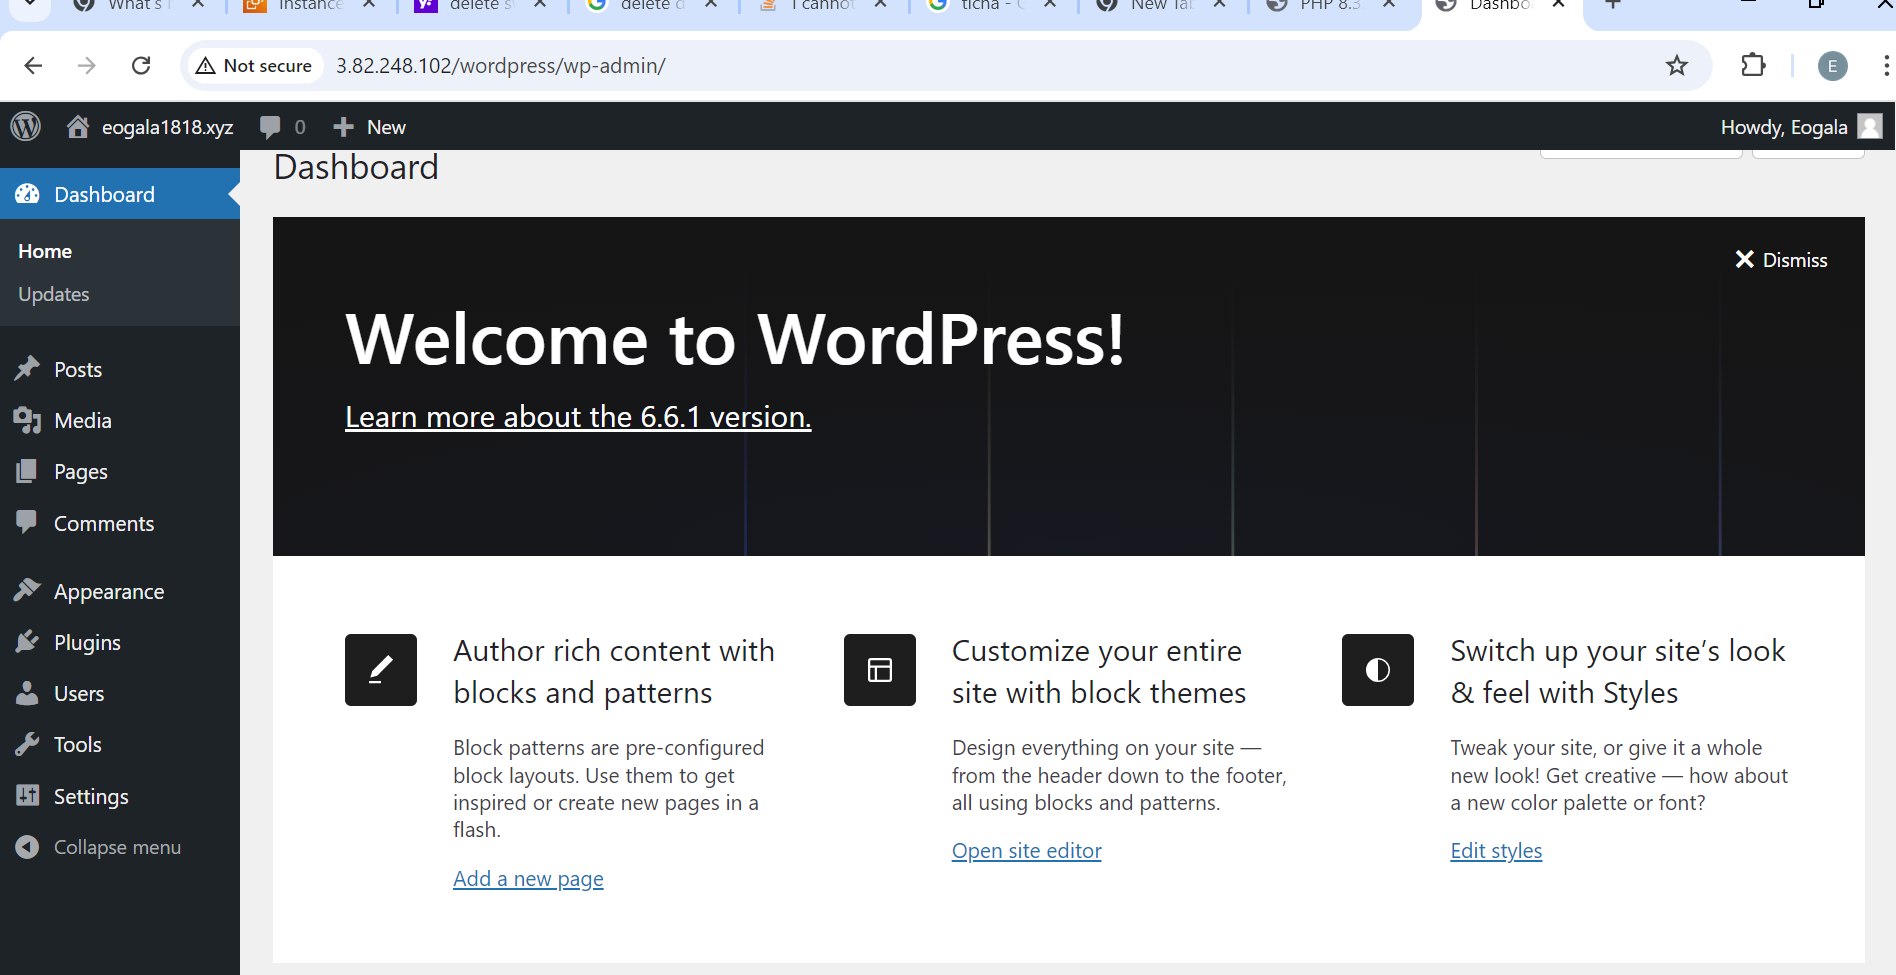 What's
Instance
delete s
delete d
I cannot
ticha -
New Tab
PHP 8.3
Dashbo
Not secure 3.82.248.102/wordpress/wp-admin/ E
eogala1818.xyz 0 New Howdy, Eogala
Dashboard
Home
Updates
Posts
Media
Pages
Comments
Appearance
Plugins
Users
Tools
Settings
Collapse menu
Dashboard
Dismiss
Welcome to WordPress!
Learn more about the 6.6.1 version.
Author rich content with
blocks and patterns
Block patterns are pre-configured
block layouts. Use them to get
inspired or create new pages in a
flash.
Add a new page
Customize your entire
site with block themes
Design everything on your site —
from the header down to the footer,
all using blocks and patterns.
Open site editor
Switch up your site’s look
& feel with Styles
Tweak your site, or give it a whole
new look! Get creative — how about
a new color palette or font?
Edit styles